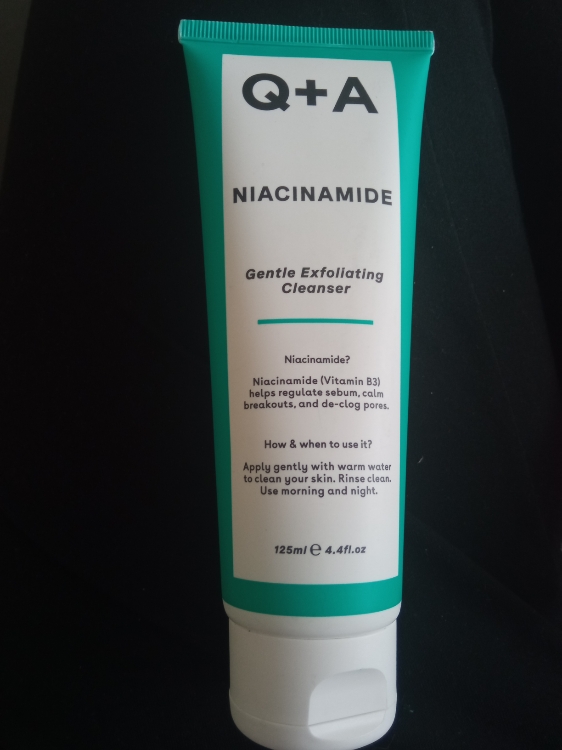 Q+A
NIACINAMIDE
Gentle Exfoliating
Cleanser
Niacinamide?
Niacinamide (Vitamin B3)
helps regulate sebum, calm
breakouts, and de-clog pores.
How & when to use it?
Apply gently with warm water
to clean your skin. Rinse clean.
Use morning and night.
125ml ℮ 4.4fl.oz